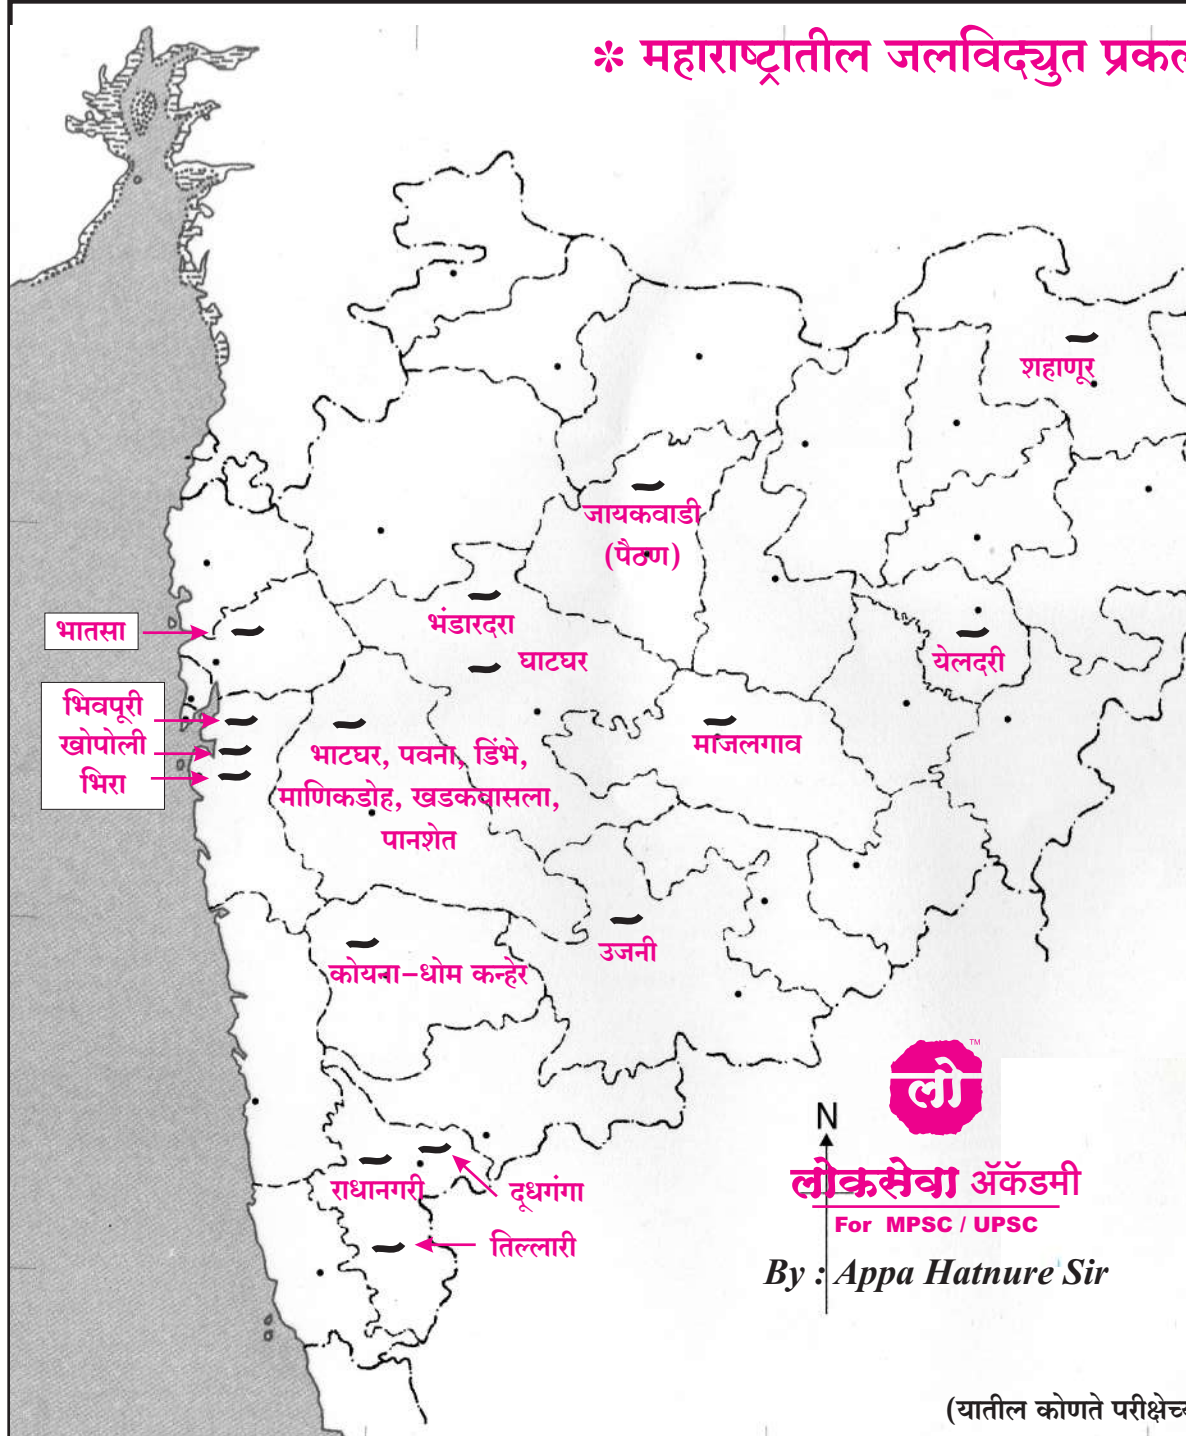 * महाराष्ट्रातील जलविद्युत प्रकल
शहाणूर
जायकवाडी
(पैठण)
भंडारदरा
भातसा
घाटघर
येलदरी
भिवपूरी
खोपोली
भिरा
माजलगाव
भाटघर, पवना, डिंभे,
माणिकडोह, खडकवासला,
पानशेत
उजनी
कोयना-धोम कन्हेर
TM
लो
N
लोकसेवा ॲकॅडमी
राधानगरी
दूधगंगा
For MPSC / UPSC
तिल्लारी
By : Appa Hatnure Sir
(यातील कोणते परीक्षेच्य